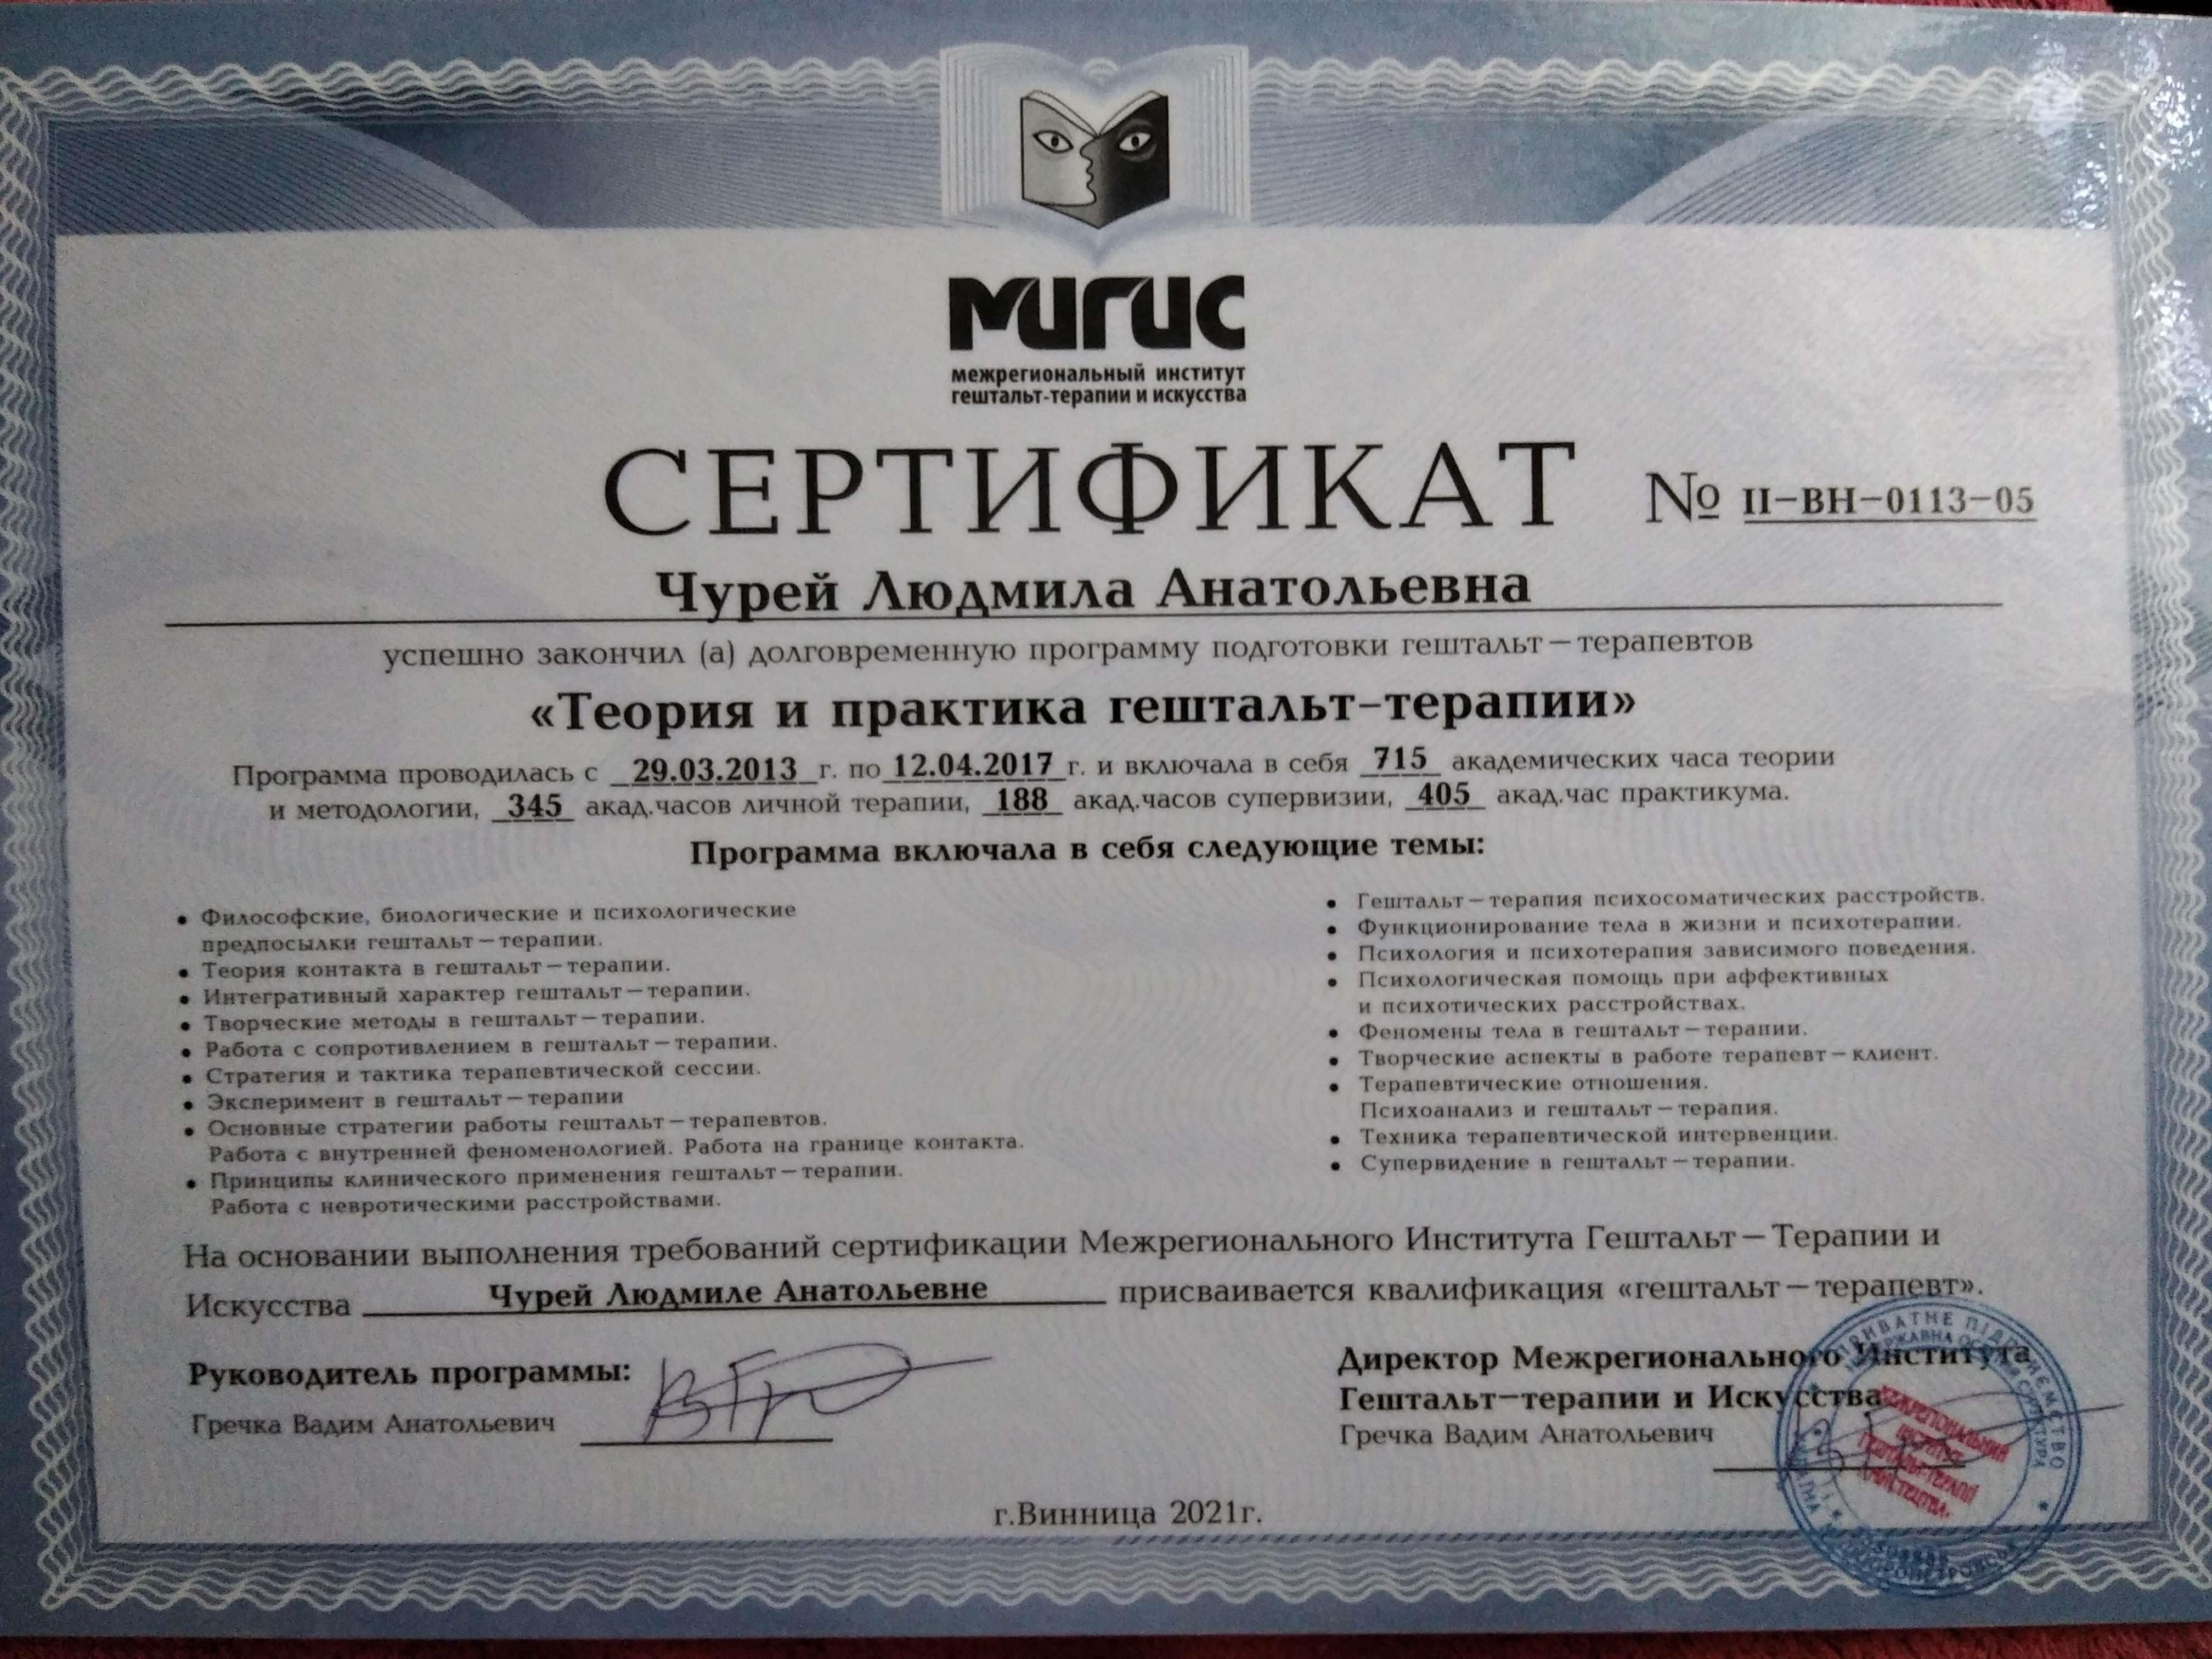 МИГИС
межрегиональный институт
гештальт-терапии и искусства
СЕРТИФИКАТ № II-ВН-0113-05
Чурей Людмила Анатольевна
успешно закончил (а) долговременную программу подготовки гештальт-терапевтов
«Теория и практика гештальт-терапии»
Программа проводилась с 29.03.2013 г. по 12.04.2017 г. и включала в себя 715 академических часа теории
и методологии, 345 акад.часов личной терапии, 188 акад.часов супервизии, 405 акад.час практикума.
Программа включала в себя следующие темы:
• Философские, биологические и психологические
предпосылки гештальт-терапии.
• Теория контакта в гештальт-терапии.
• Интегративный характер гештальт-терапии.
• Творческие методы в гештальт-терапии.
• Работа с сопротивлением в гештальт-терапии.
• Стратегия и тактика терапевтической сессии.
• Эксперимент в гештальт-терапии
• Основные стратегии работы гештальт-терапевтов.
Работа с внутренней феноменологией. Работа на границе контакта.
• Принципы клинического применения гештальт-терапии.
Работа с невротическими расстройствами.
• Гештальт-терапия психосоматических расстройств.
• Функционирование тела в жизни и психотерапии.
• Психология и психотерапия зависимого поведения.
• Психологическая помощь при аффективных
и психотических расстройствах.
• Феномены тела в гештальт-терапии.
• Творческие аспекты в работе терапевт-клиент.
• Терапевтические отношения.
Психоанализ и гештальт-терапия.
• Техника терапевтической интервенции.
• Супервидение в гештальт-терапии.
На основании выполнения требований сертификации Межрегионального Института Гештальт-Терапии и
Искусства Чурей Людмиле Анатольевне присваивается квалификация «гештальт-терапевт».
Руководитель программы:
Гречка Вадим Анатольевич
Директор Межрегионального Института
Гештальт-терапии и Искусства
Гречка Вадим Анатольевич
ПРИВАТНЕ ПІДПРИЄМСТВО
г.Винница 2021г.